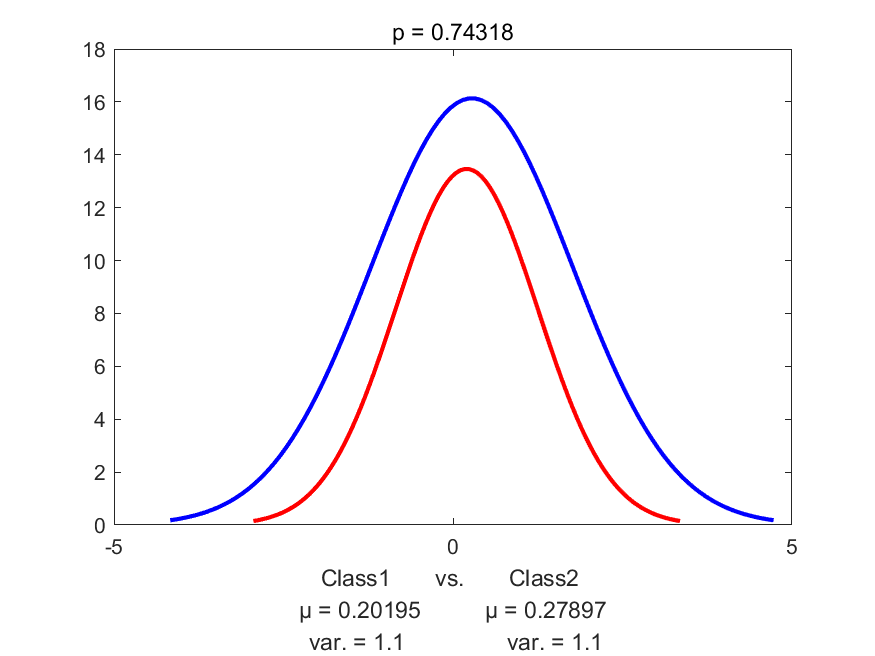 p = 0.74318
18
16
14
12
10
8
6
4
2
0
-5 0 5
Class1 vs. Class2
μ = 0.20195 μ = 0.27897
var. = 1.1 var. = 1.1